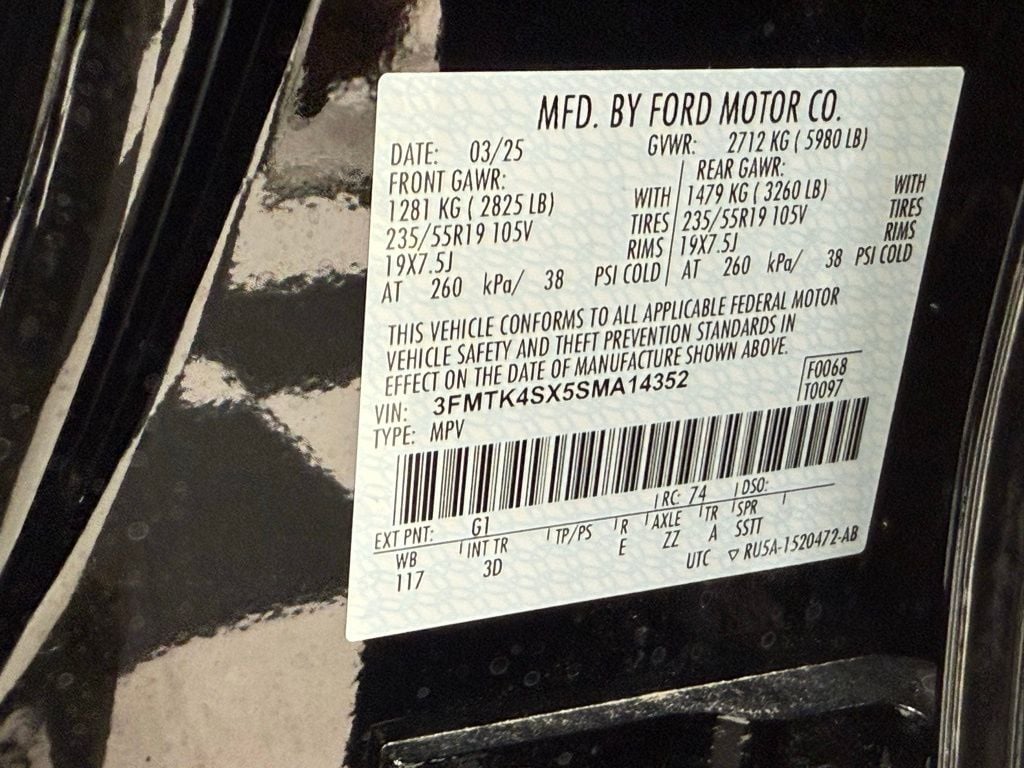 MFD. BY FORD MOTOR CO.
DATE: 03/25 GVWR: 2712 KG ( 5980 LB)
FRONT GAWR: REAR GAWR:
1281 KG ( 2825 LB) WITH 1479 KG ( 3260 LB) WITH
235/55R19 105V TIRES 235/55R19 105V TIRES
19X7.5J RIMS 19X7.5J RIMS
AT 260 kPa/ 38 PSI COLD AT 260 kPa/ 38 PSI COLD
THIS VEHICLE CONFORMS TO ALL APPLICABLE FEDERAL MOTOR
VEHICLE SAFETY AND THEFT PREVENTION STANDARDS IN
EFFECT ON THE DATE OF MANUFACTURE SHOWN ABOVE.
VIN: 3FMTK4SX5SMA14352 F0068
TYPE: MPV T0097
EXT PNT: G1 RC: 74 DSO:
WB INT TR TP/PS R AXLE TR SPR
117 3D E ZZ A SSTT
UTC ▽ RU5A-1520472-AB